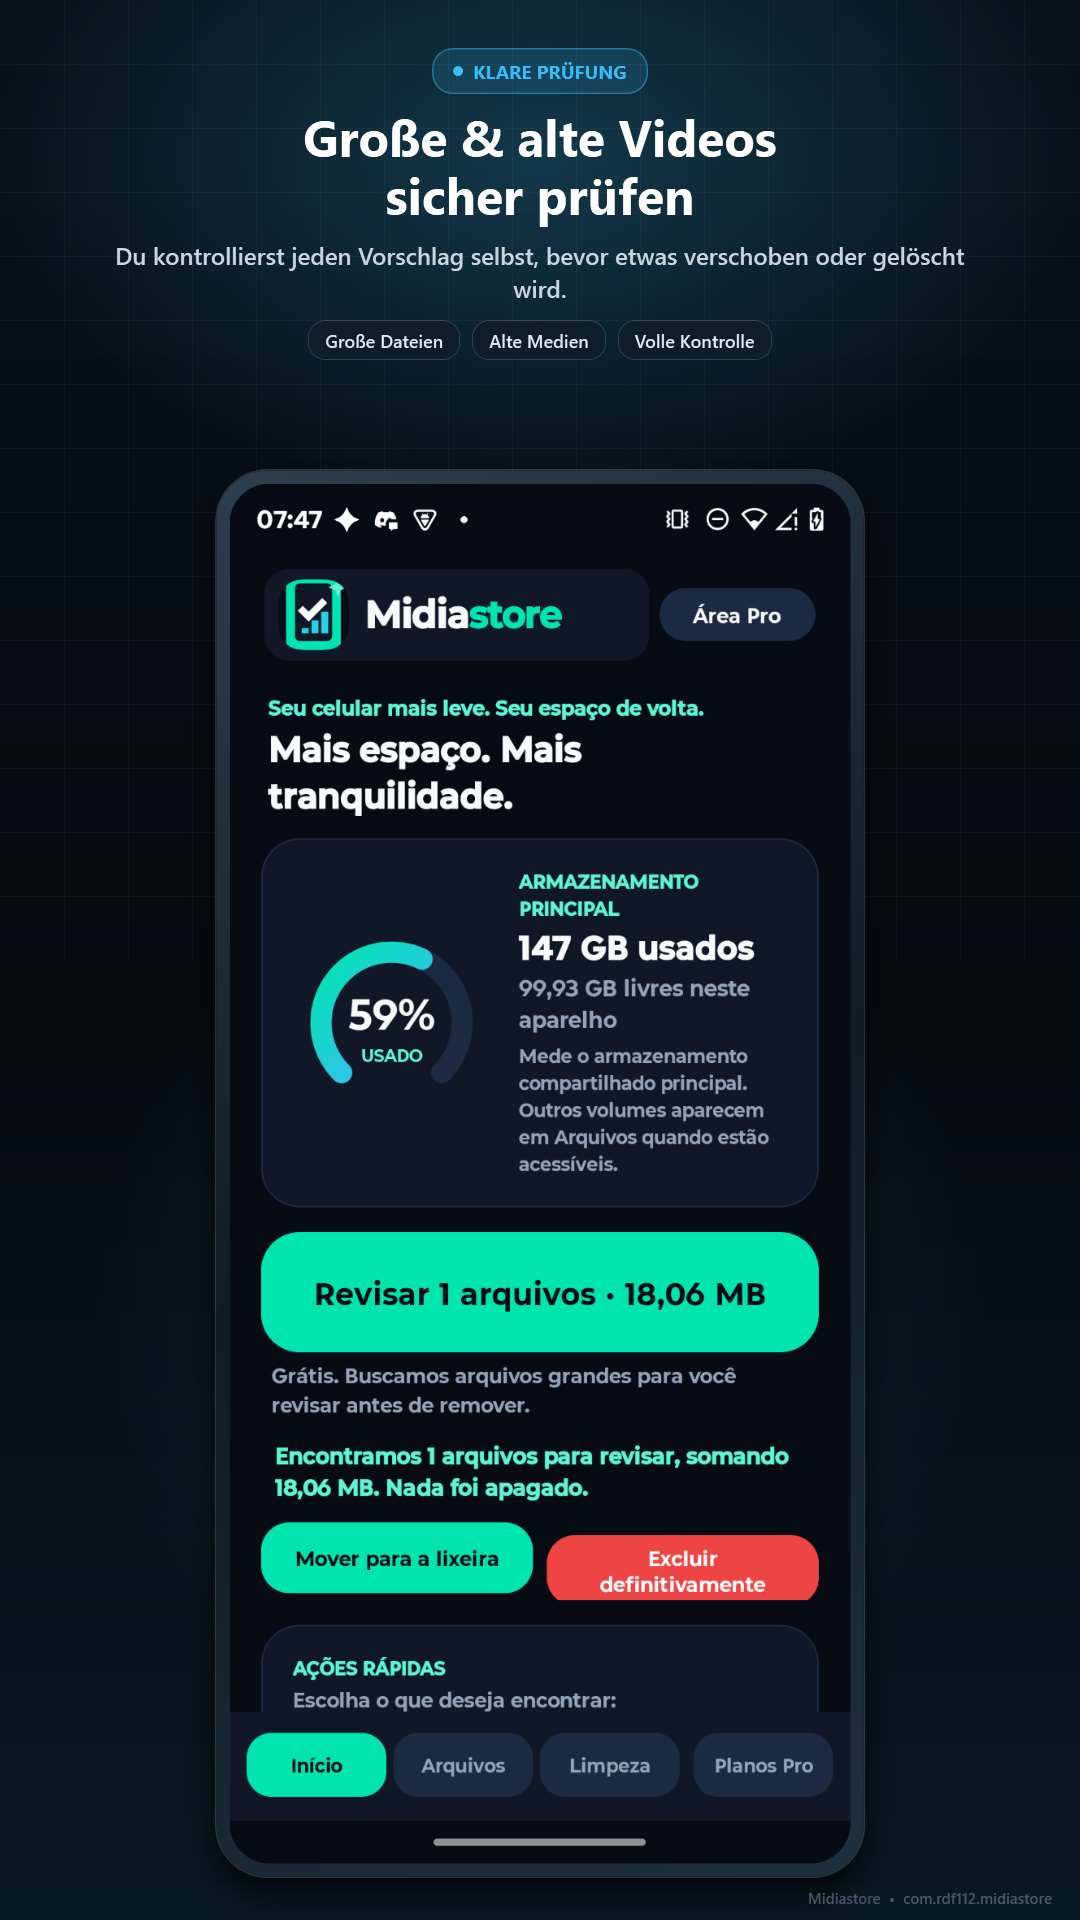 KLARE PRÜFUNG
Große & alte Videos
sicher prüfen
Du kontrollierst jeden Vorschlag selbst, bevor etwas verschoben oder gelöscht
wird.
Große Dateien
Alte Medien
Volle Kontrolle
07:47
Midiastore
Área Pro
Seu celular mais leve. Seu espaço de volta.
Mais espaço. Mais
tranquilidade.
59%
USADO
ARMAZENAMENTO
PRINCIPAL
147 GB usados
99,93 GB livres neste
aparelho
Mede o armazenamento
compartilhado principal.
Outros volumes aparecem
em Arquivos quando estão
acessíveis.
Revisar 1 arquivos · 18,06 MB
Grátis. Buscamos arquivos grandes para você
revisar antes de remover.
Encontramos 1 arquivos para revisar, somando
18,06 MB. Nada foi apagado.
Mover para a lixeira
Excluir
definitivamente
AÇÕES RÁPIDAS
Escolha o que deseja encontrar:
Início
Arquivos
Limpeza
Planos Pro
Midiastore • com.rdf112.midiastore